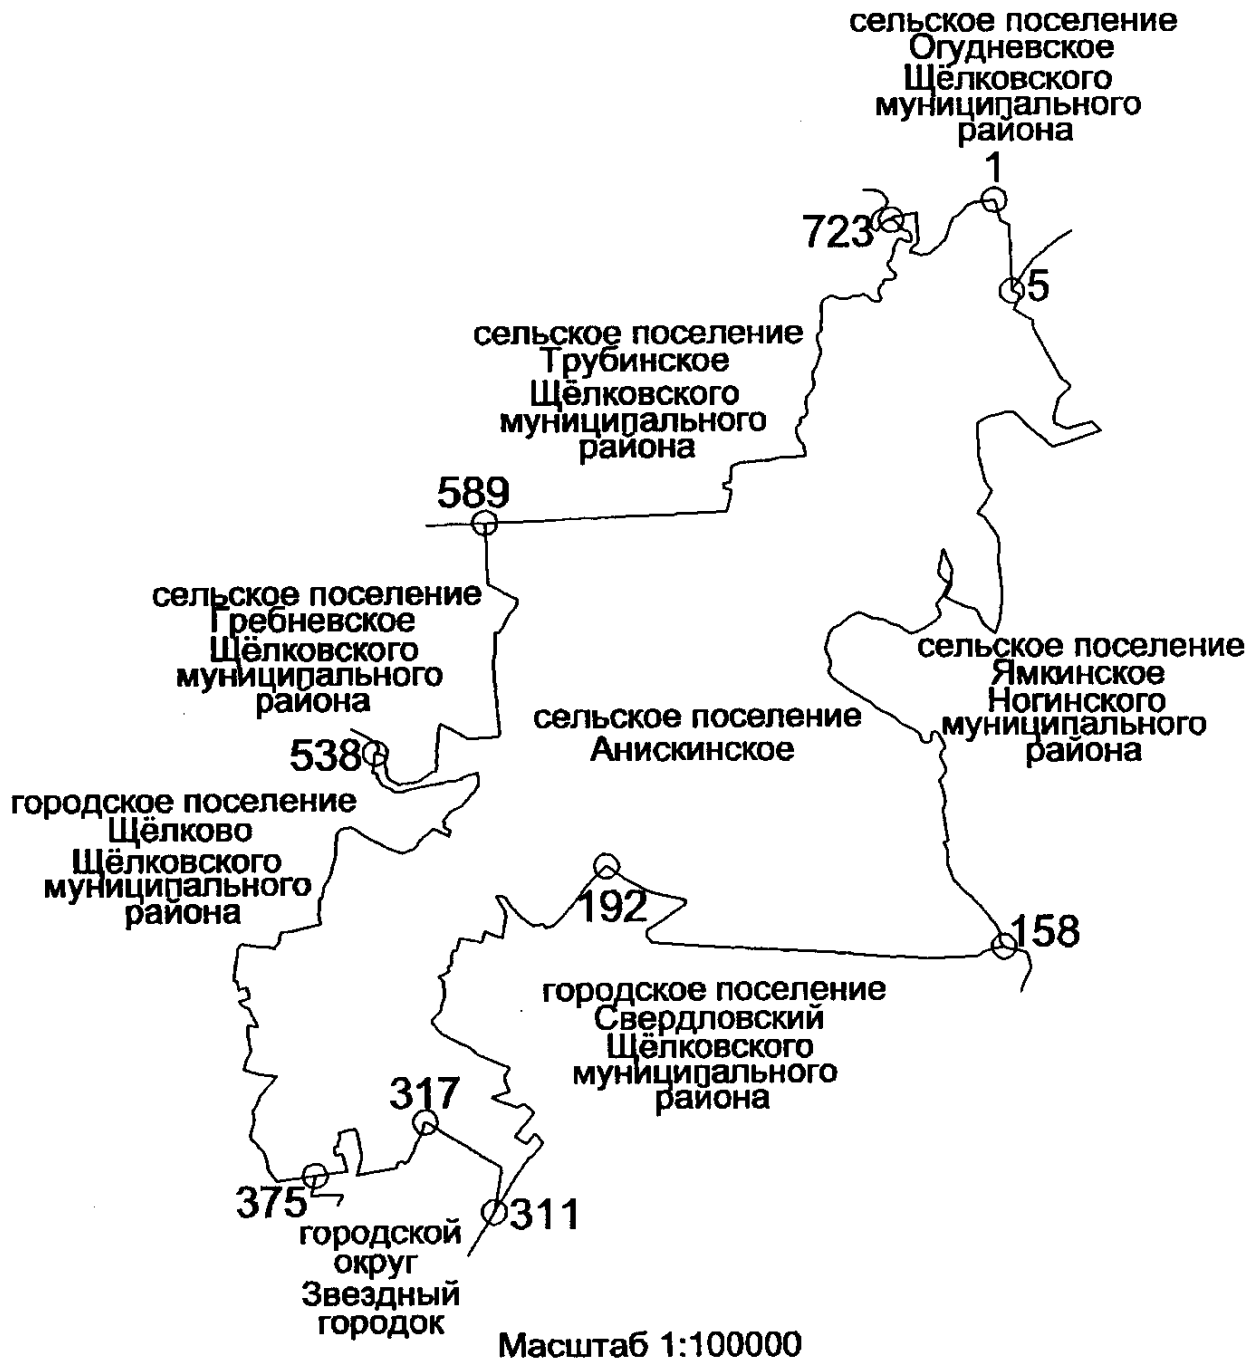 сельское поселение
Огудневское
Щёлковского
муниципального
района
1
723
5
сельское поселение
Трубинское
Щёлковского
муниципального
района
589
сельское поселение
Гребневское
Щёлковского
муниципального
района
сельское поселение
Ямкинское
Ногинского
муниципального
района
сельское поселение
Анискинское
538
городское поселение
Щёлково
Щёлковского
муниципального
района
192
158
городское поселение
Свердловский
Щёлковского
муниципального
района
317
375
311
городской
округ
Звездный
городок
Масштаб 1:100000